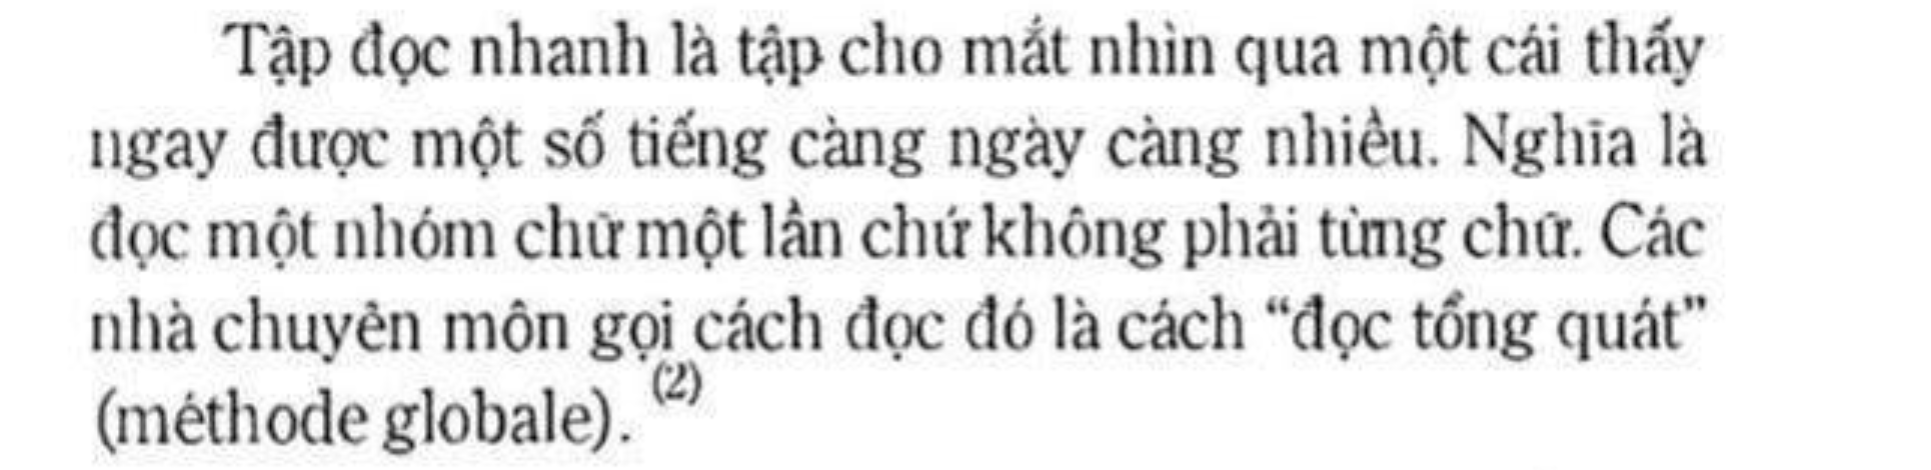 Tập đọc nhanh là tập cho mắt nhìn qua một cái thấy
ngay được một số tiếng càng ngày càng nhiều. Nghĩa là
đọc một nhóm chữ một lần chứ không phải từng chữ. Các
nhà chuyên môn gọi cách đọc đó là cách “đọc tổng quát”
(méthode globale). (2)